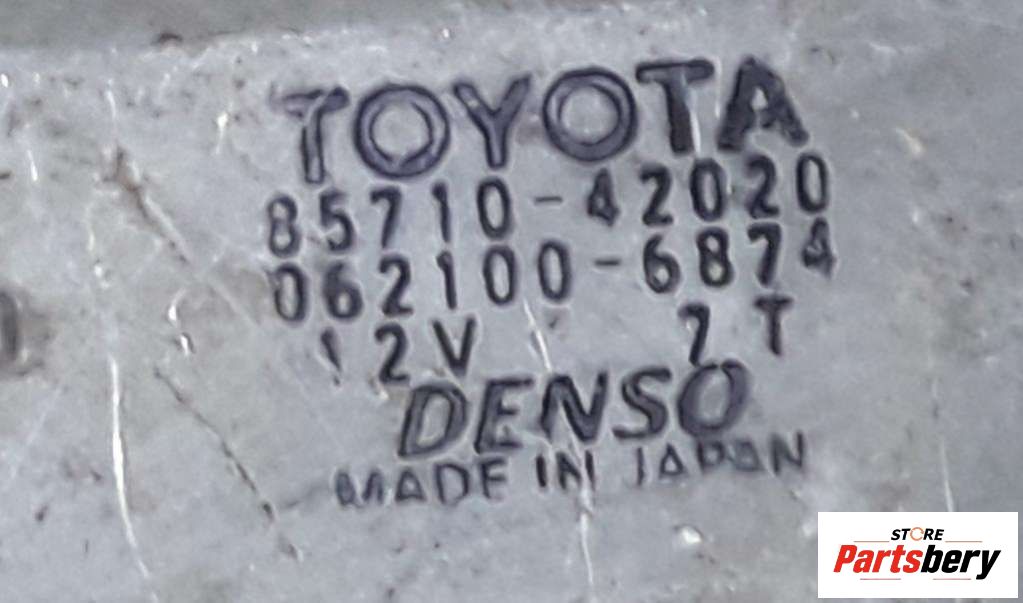 TOYOTA
85710-42020
062100-6874
12V 7T
DENSO
MADE IN JAPAN
STORE
Partsbery